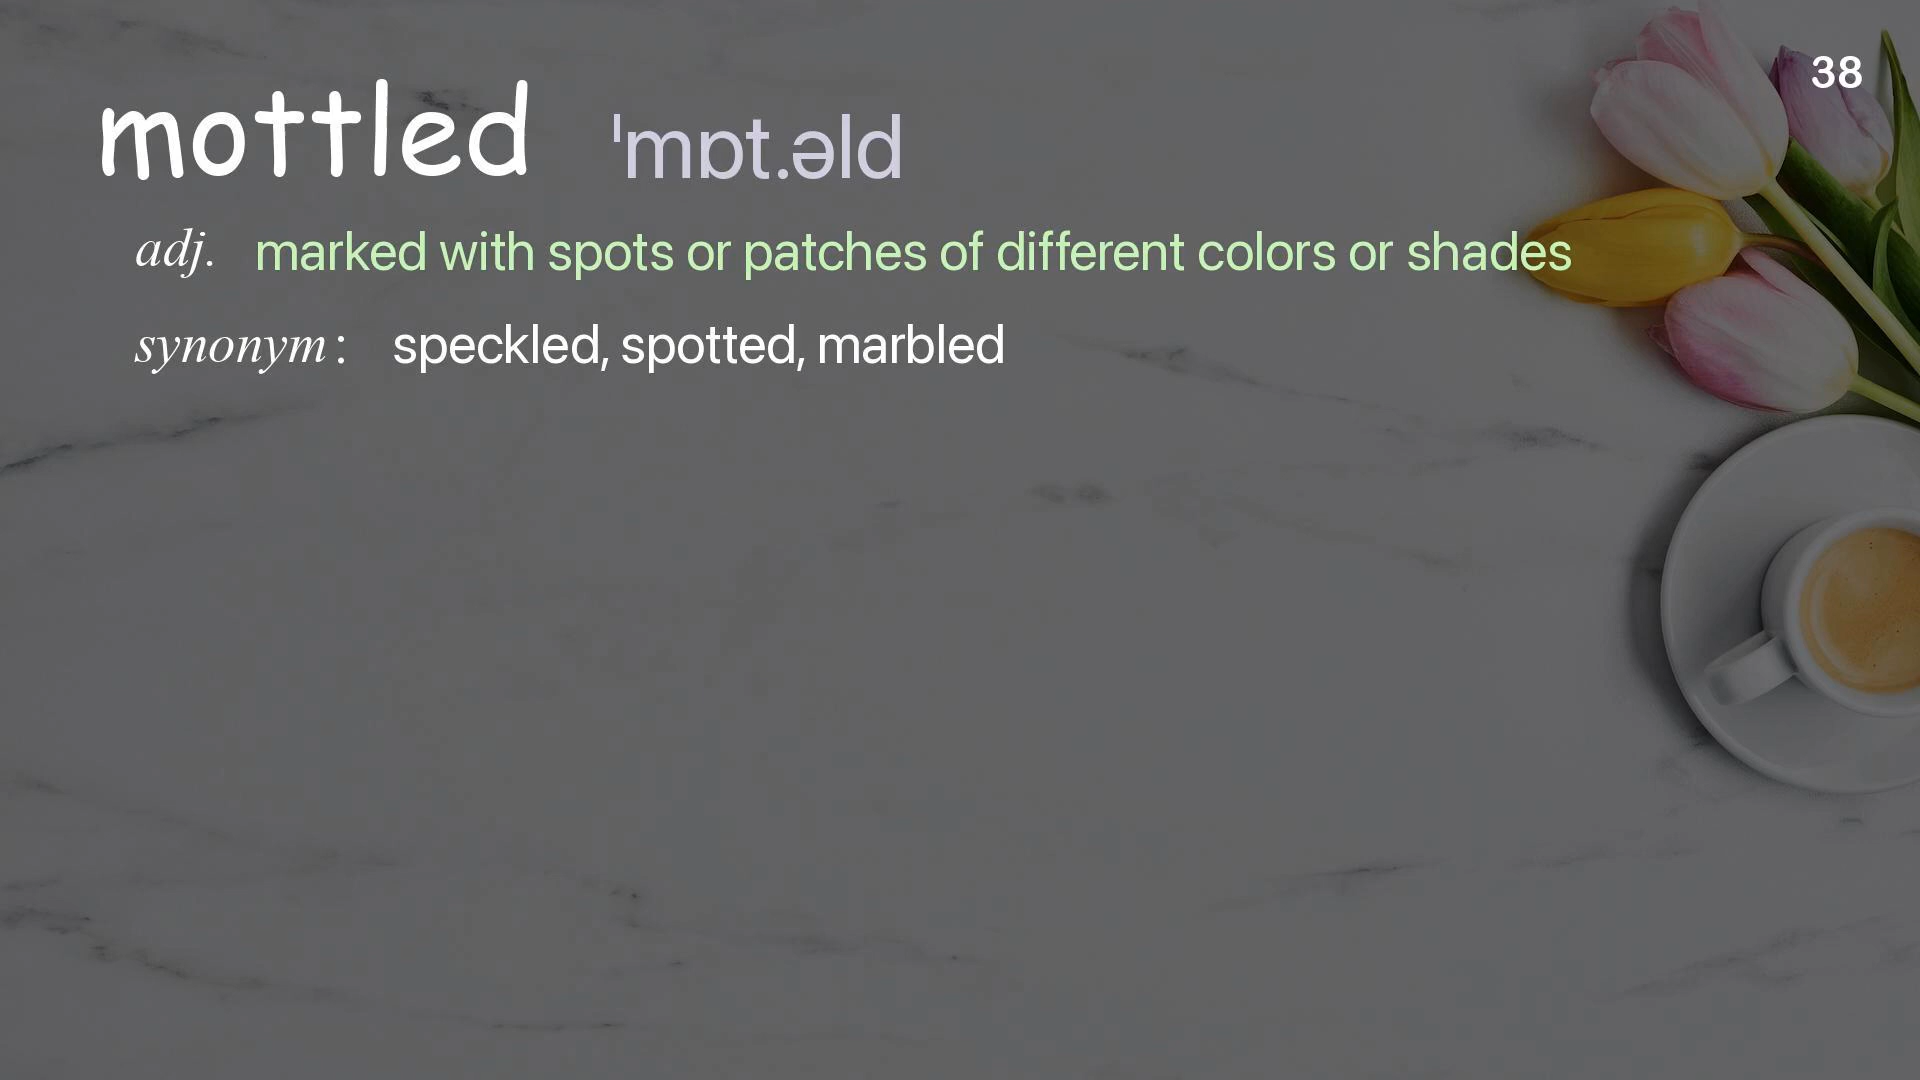 38
mottled ˈmɒt.əld
adj. marked with spots or patches of different colors or shades
synonym: speckled, spotted, marbled